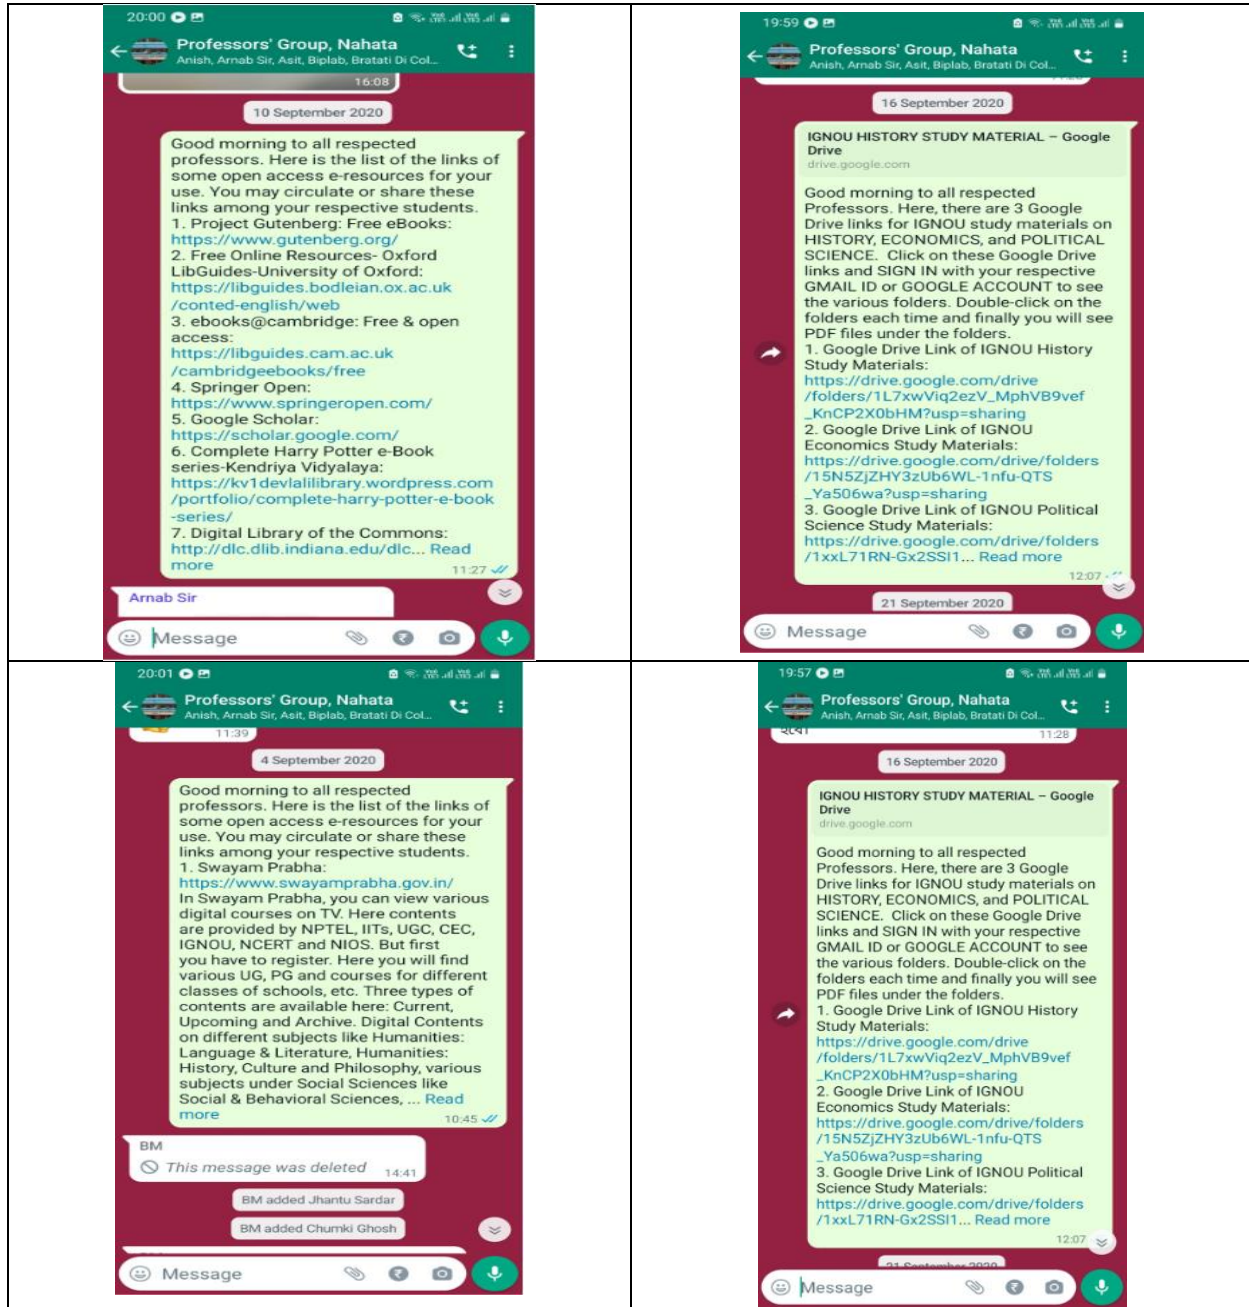 20:00
Professors' Group, Nahata
Anish, Arnab Sir, Asit, Biplab, Bratati Di Col...
16:08
10 September 2020
Good morning to all respected
professors. Here is the list of the links of
some open access e-resources for your
use. You may circulate or share these
links among your respective students.
1. Project Gutenberg: Free eBooks:
https://www.gutenberg.org/
2. Free Online Resources- Oxford
LibGuides-University of Oxford:
https://libguides.bodleian.ox.ac.uk
/conted-english/web
3. ebooks@cambridge: Free & open
access:
https://libguides.cam.ac.uk
/cambridgeebooks/free
4. Springer Open:
https://www.springeropen.com/
5. Google Scholar:
https://scholar.google.com/
6. Complete Harry Potter e-Book
series-Kendriya Vidyalaya:
https://kv1devlalilibrary.wordpress.com
/portfolio/complete-harry-potter-e-book
-series/
7. Digital Library of the Commons:
http://dlc.dlib.indiana.edu/dlc... Read
more
11:27
Arnab Sir
Message
19:59
Professors' Group, Nahata
Anish, Arnab Sir, Asit, Biplab, Bratati Di Col...
16 September 2020
IGNOU HISTORY STUDY MATERIAL – Google
Drive
drive.google.com
Good morning to all respected
Professors. Here, there are 3 Google
Drive links for IGNOU study materials on
HISTORY, ECONOMICS, and POLITICAL
SCIENCE. Click on these Google Drive
links and SIGN IN with your respective
GMAIL ID or GOOGLE ACCOUNT to see
the various folders. Double-click on the
folders each time and finally you will see
PDF files under the folders.
1. Google Drive Link of IGNOU History
Study Materials:
https://drive.google.com/drive
/folders/1L7xwViq2ezV_MphVB9vef
_KnCP2X0bHM?usp=sharing
2. Google Drive Link of IGNOU
Economics Study Materials:
https://drive.google.com/drive/folders
/15N5ZjZHY3zUb6WL-1nfu-QTS
_Ya506wa?usp=sharing
3. Google Drive Link of IGNOU Political
Science Study Materials:
https://drive.google.com/drive/folders
/1xxL71RN-Gx2SSI1... Read more
12:07
21 September 2020
Message
20:01
Professors' Group, Nahata
Anish, Arnab Sir, Asit, Biplab, Bratati Di Col...
11:39
4 September 2020
Good morning to all respected
professors. Here is the list of the links of
some open access e-resources for your
use. You may circulate or share these
links among your respective students.
1. Swayam Prabha:
https://www.swayamprabha.gov.in/
In Swayam Prabha, you can view various
digital courses on TV. Here contents
are provided by NPTEL, IITs, UGC, CEC,
IGNOU, NCERT and NIOS. But first
you have to register. Here you will find
various UG, PG and courses for different
classes of schools, etc. Three types of
contents are available here: Current,
Upcoming and Archive. Digital Contents
on different subjects like Humanities:
Language & Literature, Humanities:
History, Culture and Philosophy, various
subjects under Social Sciences like
Social & Behavioral Sciences, ... Read
more
10:45
BM
This message was deleted
14:41
BM added Jhantu Sardar
BM added Chumki Ghosh
Message
19:57
Professors' Group, Nahata
Anish, Arnab Sir, Asit, Biplab, Bratati Di Col...
11:28
16 September 2020
IGNOU HISTORY STUDY MATERIAL – Google
Drive
drive.google.com
Good morning to all respected
Professors. Here, there are 3 Google
Drive links for IGNOU study materials on
HISTORY, ECONOMICS, and POLITICAL
SCIENCE. Click on these Google Drive
links and SIGN IN with your respective
GMAIL ID or GOOGLE ACCOUNT to see
the various folders. Double-click on the
folders each time and finally you will see
PDF files under the folders.
1. Google Drive Link of IGNOU History
Study Materials:
https://drive.google.com/drive
/folders/1L7xwViq2ezV_MphVB9vef
_KnCP2X0bHM?usp=sharing
2. Google Drive Link of IGNOU
Economics Study Materials:
https://drive.google.com/drive/folders
/15N5ZjZHY3zUb6WL-1nfu-QTS
_Ya506wa?usp=sharing
3. Google Drive Link of IGNOU Political
Science Study Materials:
https://drive.google.com/drive/folders
/1xxL71RN-Gx2SSI1... Read more
12:07
21 September 2020
Message